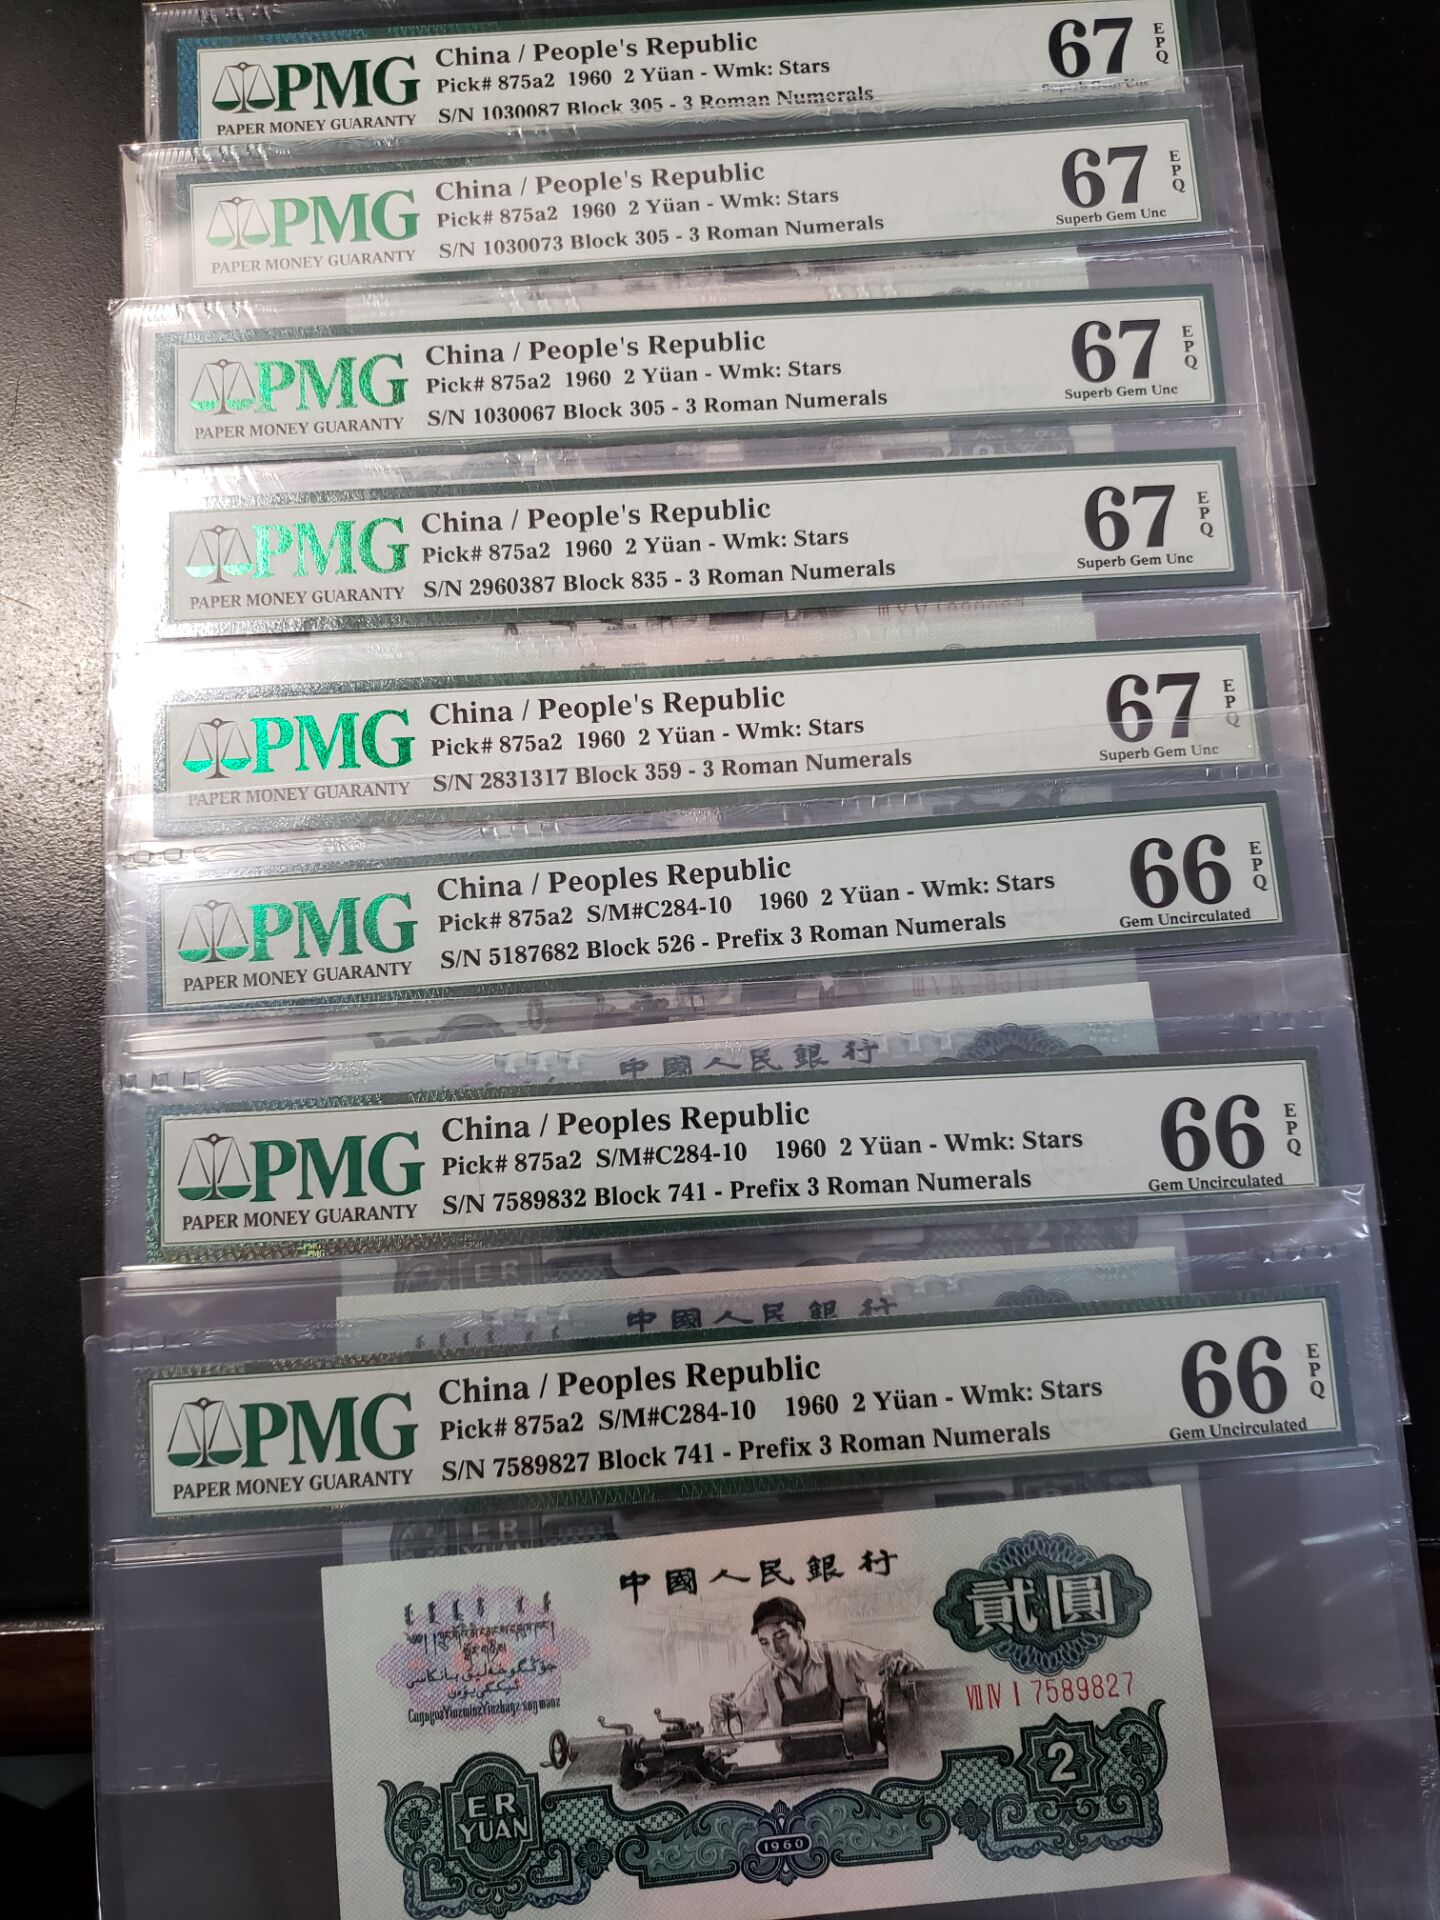 PMG
PAPER MONEY GUARANTY
China / People's Republic
Pick# 875a2 1960 2 Yüan - Wmk: Stars
S/N 1030087 Block 305 - 3 Roman Numerals
67 EPQ
Superb Gem Unc
PMG
PAPER MONEY GUARANTY
China / People's Republic
Pick# 875a2 1960 2 Yüan - Wmk: Stars
S/N 1030073 Block 305 - 3 Roman Numerals
67 EPQ
Superb Gem Unc
PMG
PAPER MONEY GUARANTY
China / People's Republic
Pick# 875a2 1960 2 Yüan - Wmk: Stars
S/N 1030067 Block 305 - 3 Roman Numerals
67 EPQ
Superb Gem Unc
PMG
PAPER MONEY GUARANTY
China / People's Republic
Pick# 875a2 1960 2 Yüan - Wmk: Stars
S/N 2960387 Block 835 - 3 Roman Numerals
67 EPQ
Superb Gem Unc
PMG
PAPER MONEY GUARANTY
China / People's Republic
Pick# 875a2 1960 2 Yüan - Wmk: Stars
S/N 2831317 Block 359 - 3 Roman Numerals
67 EPQ
Superb Gem Unc
PMG
PAPER MONEY GUARANTY
China / Peoples Republic
Pick# 875a2 S/M#C284-10 1960 2 Yüan - Wmk: Stars
S/N 5187682 Block 526 - Prefix 3 Roman Numerals
66 EPQ
Gem Uncirculated
中國人民銀行
PMG
PAPER MONEY GUARANTY
China / Peoples Republic
Pick# 875a2 S/M#C284-10 1960 2 Yüan - Wmk: Stars
S/N 7589832 Block 741 - Prefix 3 Roman Numerals
66 EPQ
Gem Uncirculated
2
ER
中國人民銀行
PMG
PAPER MONEY GUARANTY
China / Peoples Republic
Pick# 875a2 S/M#C284-10 1960 2 Yüan - Wmk: Stars
S/N 7589827 Block 741 - Prefix 3 Roman Numerals
66 EPQ
Gem Uncirculated
ER
YUAN
中國人民銀行
貳圓
VII IV I 7589827
2
ER
YUAN
1960